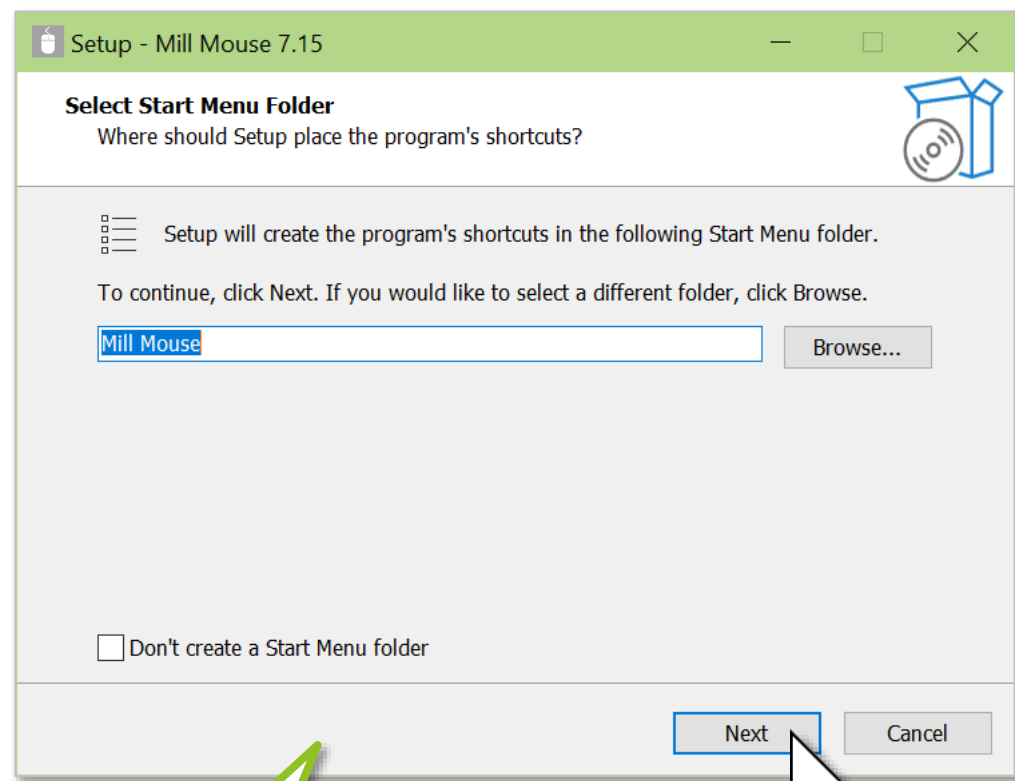 Setup - Mill Mouse 7.15
Select Start Menu Folder
Where should Setup place the program's shortcuts?
Setup will create the program's shortcuts in the following Start Menu folder.
To continue, click Next. If you would like to select a different folder, click Browse.
Mill Mouse
Browse...
Don't create a Start Menu folder
Next
Cancel